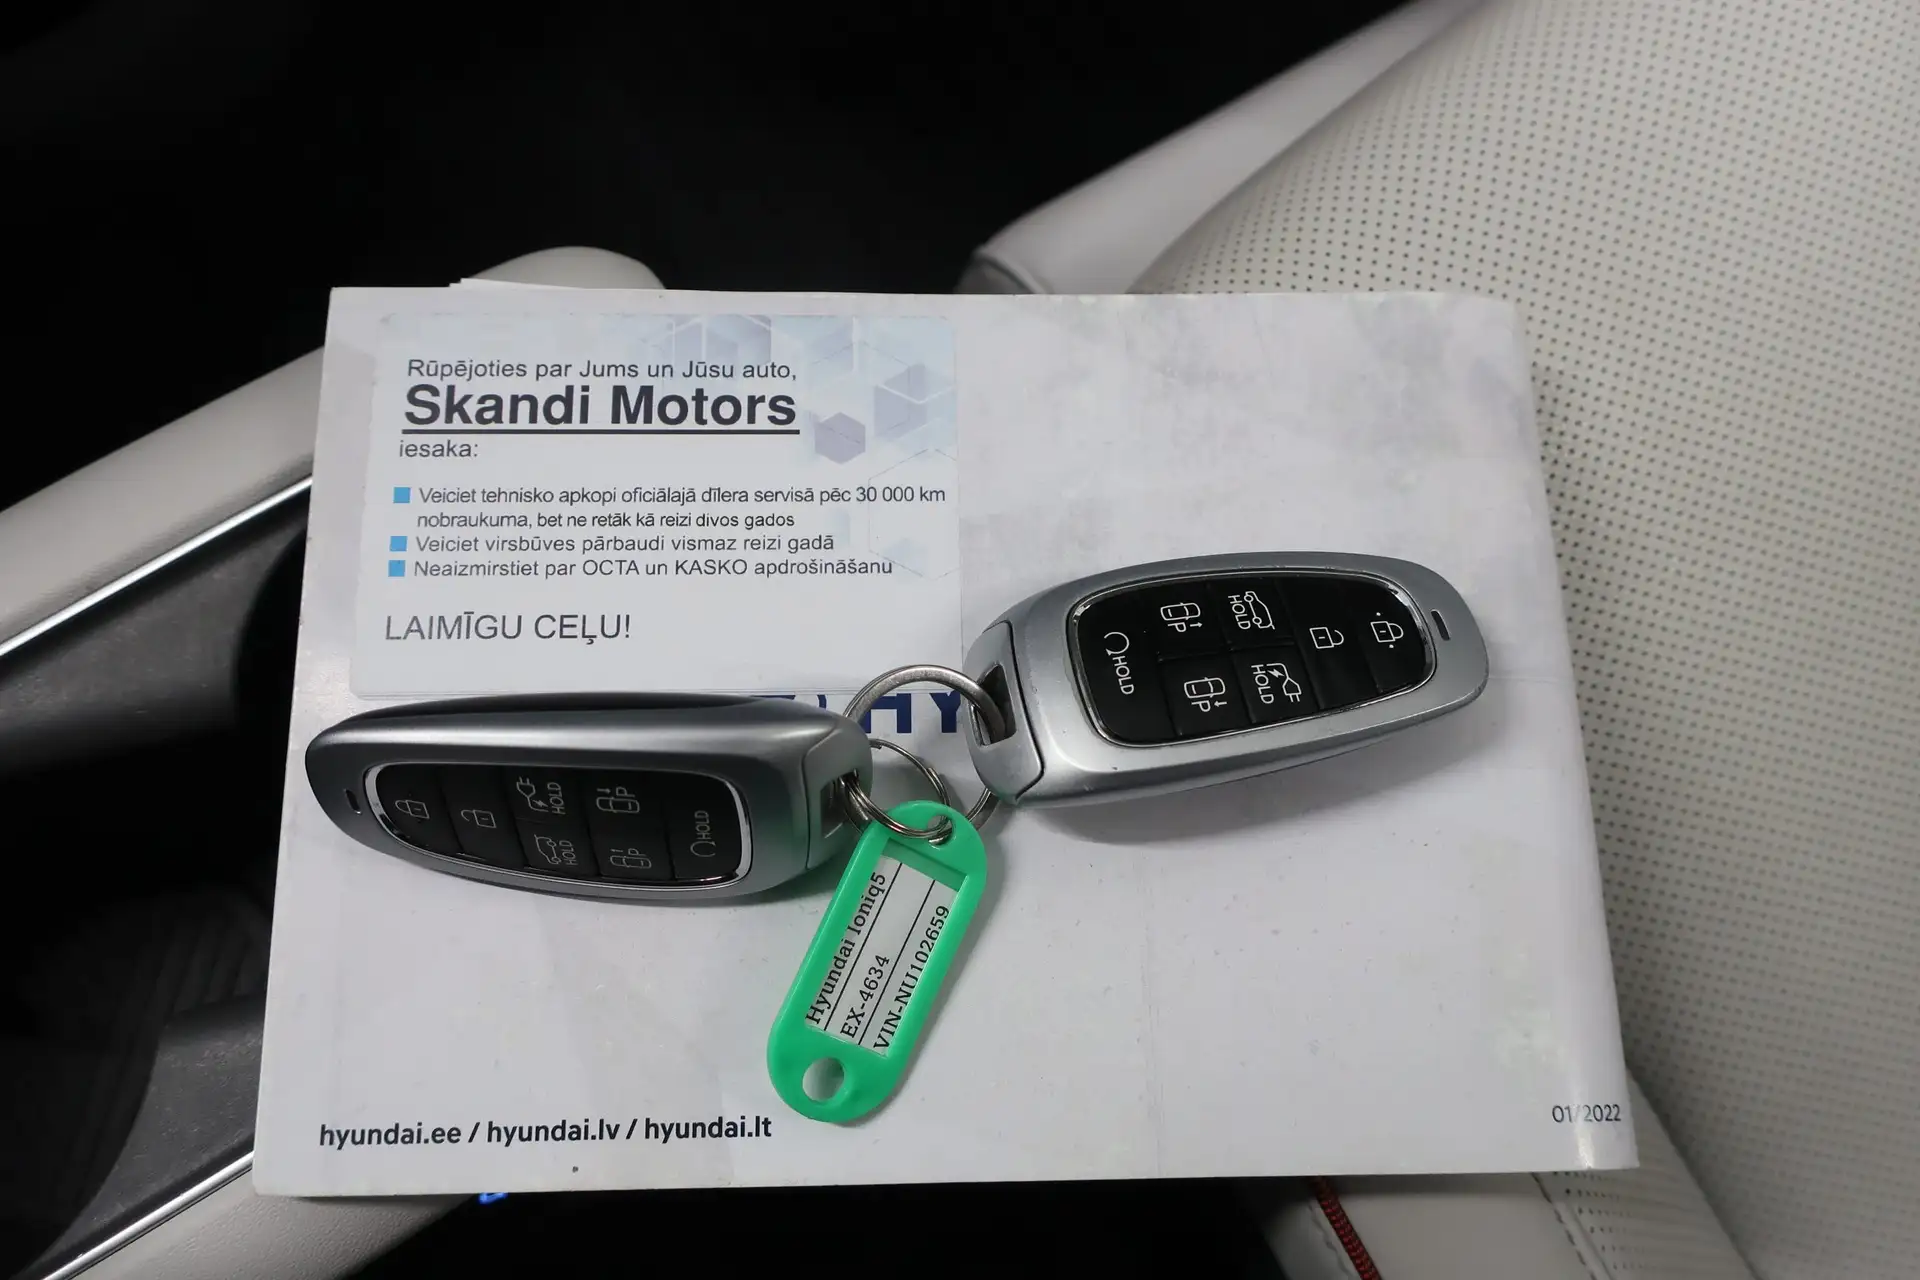 Rūpējoties par Jums un Jūsu auto,
Skandi Motors
iesaka:
Veiciet tehnisko apkopi oficiālajā dīlera servisā pēc 30 000 km
nobraukuma, bet ne retāk kā reizi divos gados
Veiciet virsbūves pārbaudi vismaz reizi gadā
Neaizmirstiet par OCTA un KASKO apdrošināšanu
LAIMĪGU CEĻU!
HOLD
P
HOLD
P
HOLD
HY
HOLD
P
HOLD
P
HOLD
Hyundai Ioniq5
EX-4634
VIN-NU102659
hyundai.ee / hyundai.lv / hyundai.lt
01/2022